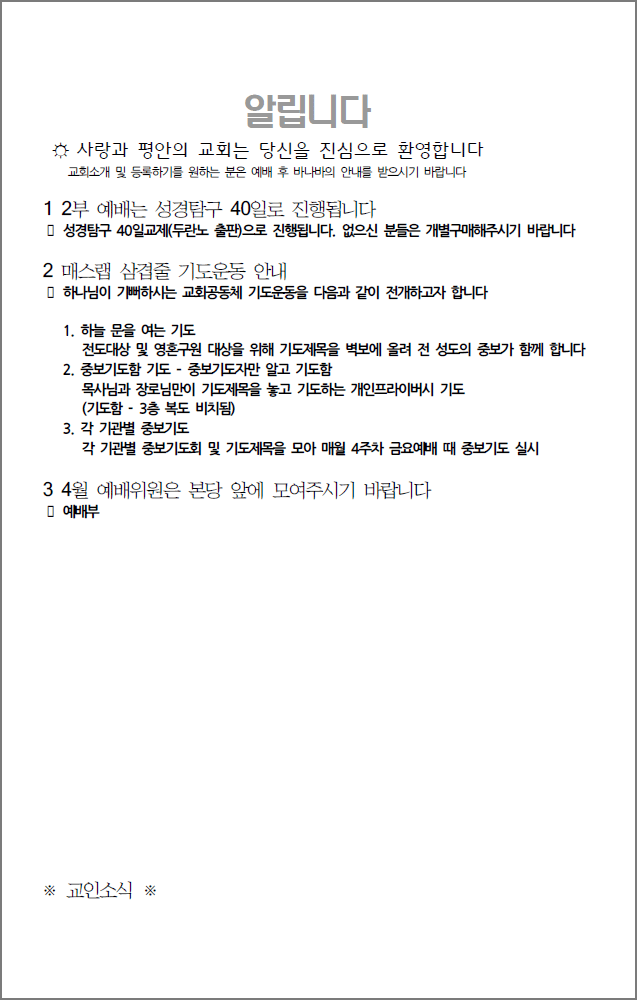 알립니다
☼ 사랑과 평안의 교회는 당신을 진심으로 환영합니다
교회소개 및 등록하기를 원하는 분은 예배 후 바나바의 안내를 받으시기 바랍니다
1 2부 예배는 성경탐구 40일로 진행됩니다
▯ 성경탐구 40일교제(두란노 출판)으로 진행됩니다. 없으신 분들은 개별구매해주시기 바랍니다
2 매스랩 삼겹줄 기도운동 안내
▯ 하나님이 기뻐하시는 교회공동체 기도운동을 다음과 같이 전개하고자 합니다
1. 하늘 문을 여는 기도
전도대상 및 영혼구원 대상을 위해 기도제목을 벽보에 올려 전 성도의 중보가 함께 합니다
2. 중보기도함 기도 - 중보기도자만 알고 기도함
목사님과 장로님만이 기도제목을 놓고 기도하는 개인프라이버시 기도
(기도함 - 3층 복도 비치됨)
3. 각 기관별 중보기도
각 기관별 중보기도회 및 기도제목을 모아 매월 4주차 금요예배 때 중보기도 실시
3 4월 예배위원은 본당 앞에 모여주시기 바랍니다
▯ 예배부
※ 교인소식 ※